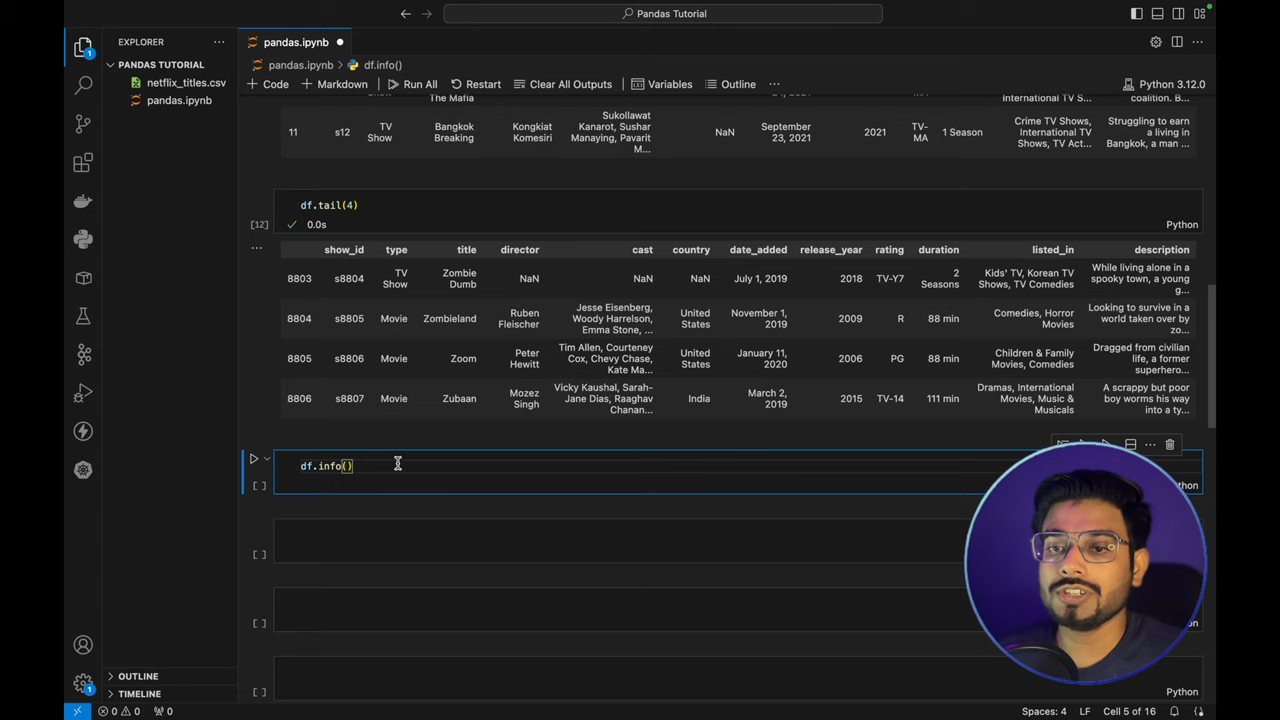 Pandas Tutorial
EXPLORER
PANDAS TUTORIAL
netflix_titles.csv
pandas.ipynb
OUTLINE
TIMELINE
1
1
pandas.ipynb
pandas.ipynb > df.info()
+ Code + Markdown Run All Restart Clear All Outputs Variables Outline ...
Python 3.12.0
The Mafia MA International TV S... coalition. B...
11 s12 TV Show Bangkok Breaking Kongkiat Komesiri Sukollawat Kanarot, Sushar Manaying, Pavarit M... NaN September 23, 2021 2021 TV-MA 1 Season Crime TV Shows, International TV Shows, TV Act... Struggling to earn a living in Bangkok, a man ...
df.tail(4)
[12] 0.0s Python
show_id type title director cast country date_added release_year rating duration listed_in description
8803 s8804 TV Show Zombie Dumb NaN NaN NaN July 1, 2019 2018 TV-Y7 2 Seasons Kids' TV, Korean TV Shows, TV Comedies While living alone in a spooky town, a young g...
8804 s8805 Movie Zombieland Ruben Fleischer Jesse Eisenberg, Woody Harrelson, Emma Stone, ... United States November 1, 2019 2009 R 88 min Comedies, Horror Movies Looking to survive in a world taken over by zo...
8805 s8806 Movie Zoom Peter Hewitt Tim Allen, Courteney Cox, Chevy Chase, Kate Ma... United States January 11, 2020 2006 PG 88 min Children & Family Movies, Comedies Dragged from civilian life, a former superhero...
8806 s8807 Movie Zubaan Mozez Singh Vicky Kaushal, Sarah-Jane Dias, Raaghav Chanan... India March 2, 2019 2015 TV-14 111 min Dramas, International Movies, Music & Musicals A scrappy but poor boy worms his way into a ty...
df.info()
[ ]
[ ]
[ ]
[ ] Python
0 0 0 Spaces: 4 LF Cell 5 of 16